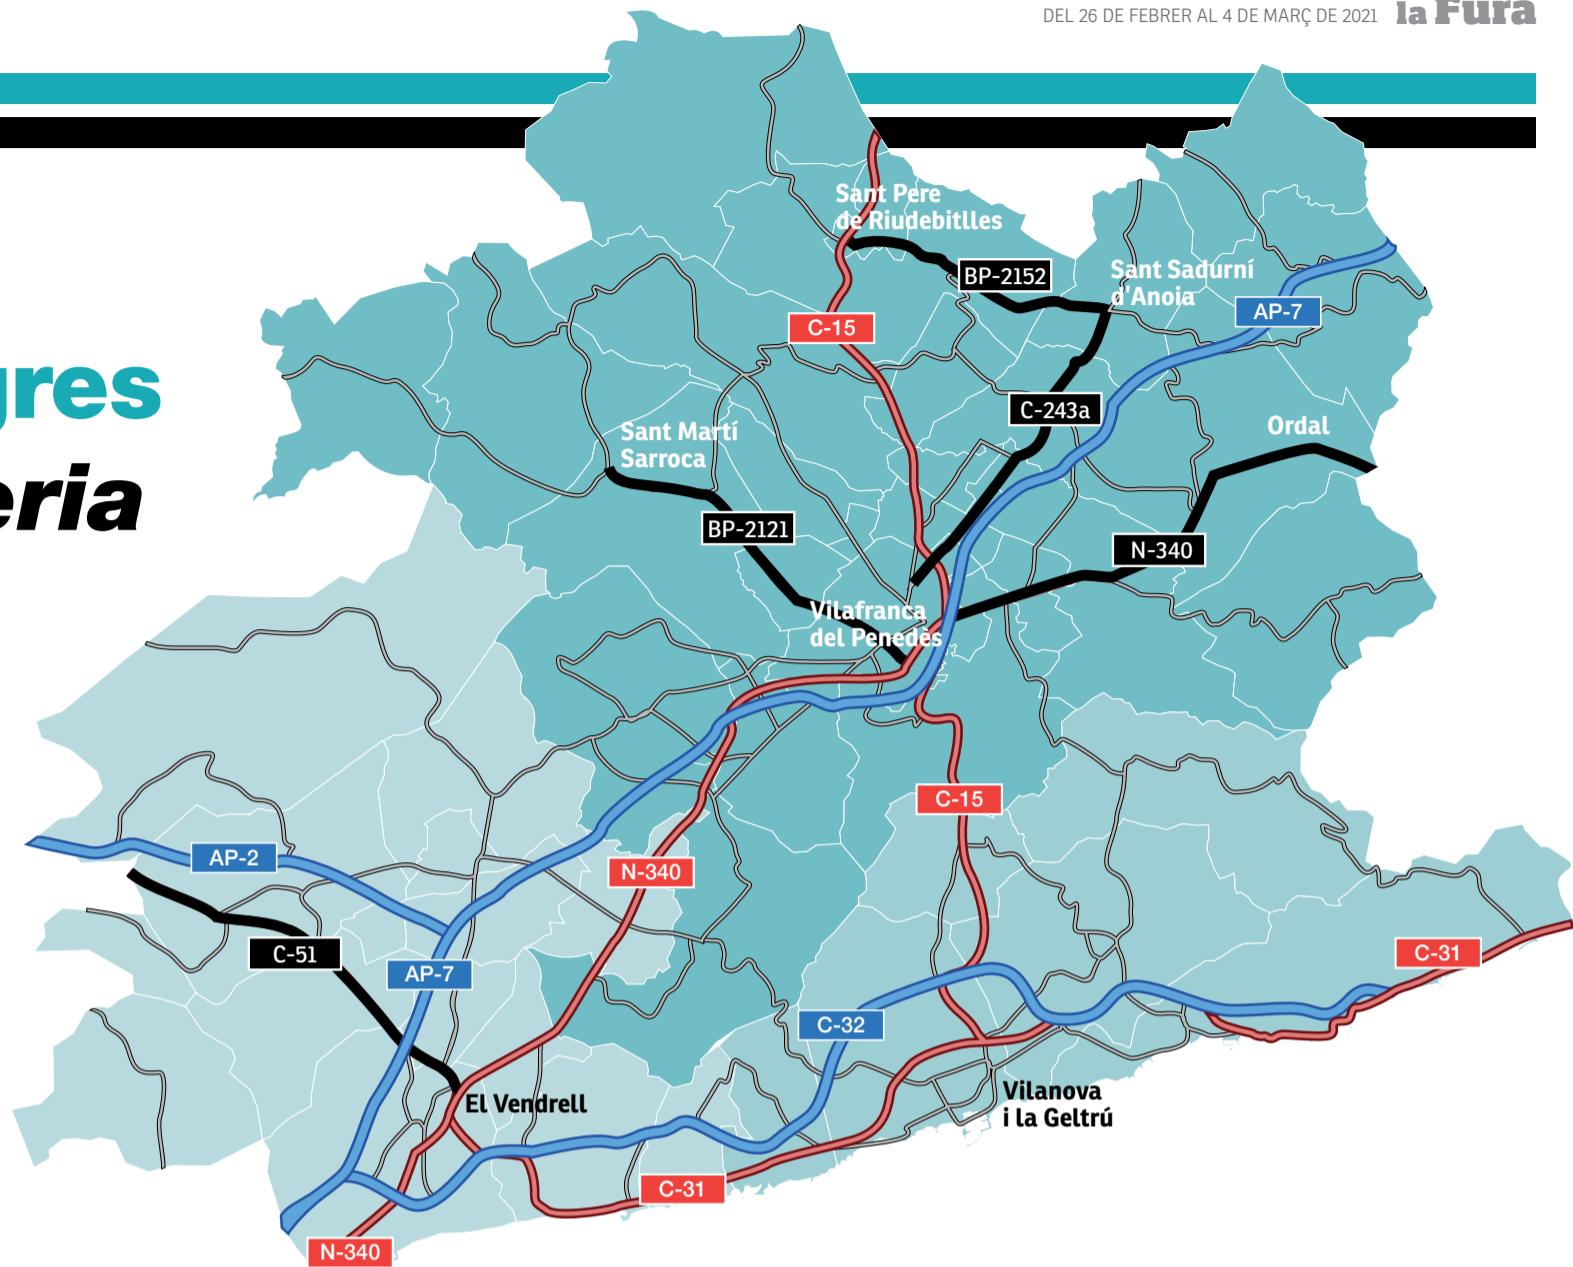 DEL 26 DE FEBRER AL 4 DE MARÇ DE 2021 la Fura
gres
eria
Sant Pere
de Riudebitlles
BP-2152
Sant Sadurní
d'Anoia
AP-7
C-15
C-243a
Ordal
Sant Martí
Sarroca
BP-2121
N-340
Vilafranca
del Penedès
C-15
AP-2
N-340
C-51
AP-7
C-31
C-32
El Vendrell
Vilanova
i la Geltrú
C-31
N-340